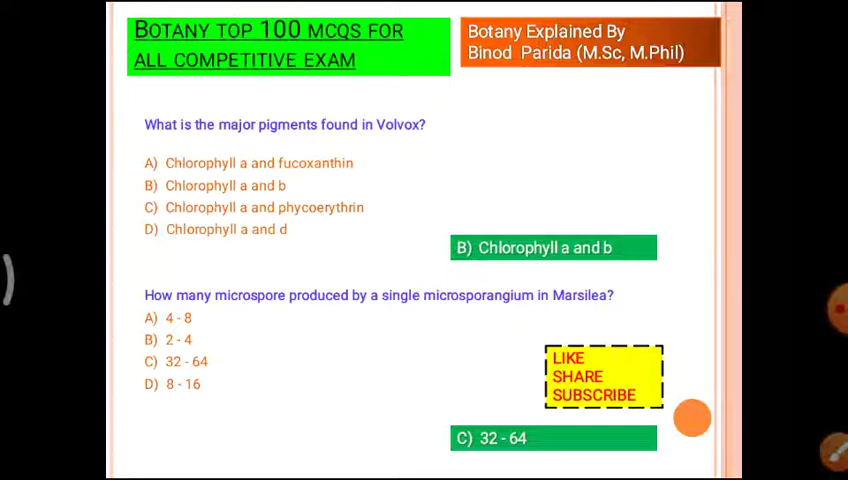 BOTANY TOP 100 MCQS FOR
ALL COMPETITIVE EXAM
Botany Explained By
Binod Parida (M.Sc, M.Phil)
What is the major pigments found in Volvox?
A) Chlorophyll a and fucoxanthin
B) Chlorophyll a and b
C) Chlorophyll a and phycoerythrin
D) Chlorophyll a and d
B) Chlorophyll a and b
How many microspore produced by a single microsporangium in Marsilea?
A) 4 - 8
B) 2 - 4
C) 32 - 64
D) 8 - 16
LIKE
SHARE
SUBSCRIBE
C) 32 - 64